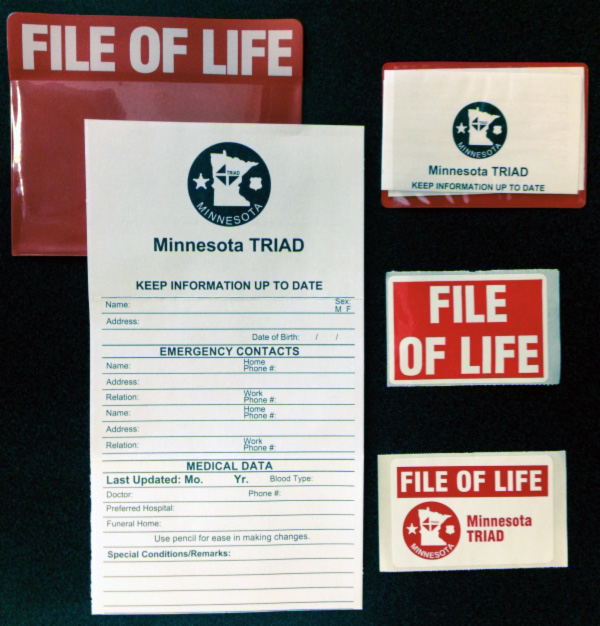 FILE OF LIFE
TRIAD
MINNESOTA
Minnesota TRIAD
KEEP INFORMATION UP TO DATE
Name: Sex:
M F
Address:
Date of Birth: / /
EMERGENCY CONTACTS
Name: Home
Phone #:
Address:
Relation: Work
Phone #:
Name: Home
Phone #:
Address:
Relation: Work
Phone #:
MEDICAL DATA
Last Updated: Mo. Yr. Blood Type:
Doctor: Phone #:
Preferred Hospital:
Funeral Home:
Use pencil for ease in making changes.
Special Conditions/Remarks:
MINNESOTA
Minnesota TRIAD
KEEP INFORMATION UP TO DATE
FILE
OF LIFE
FILE OF LIFE
MINNESOTA
Minnesota
TRIAD